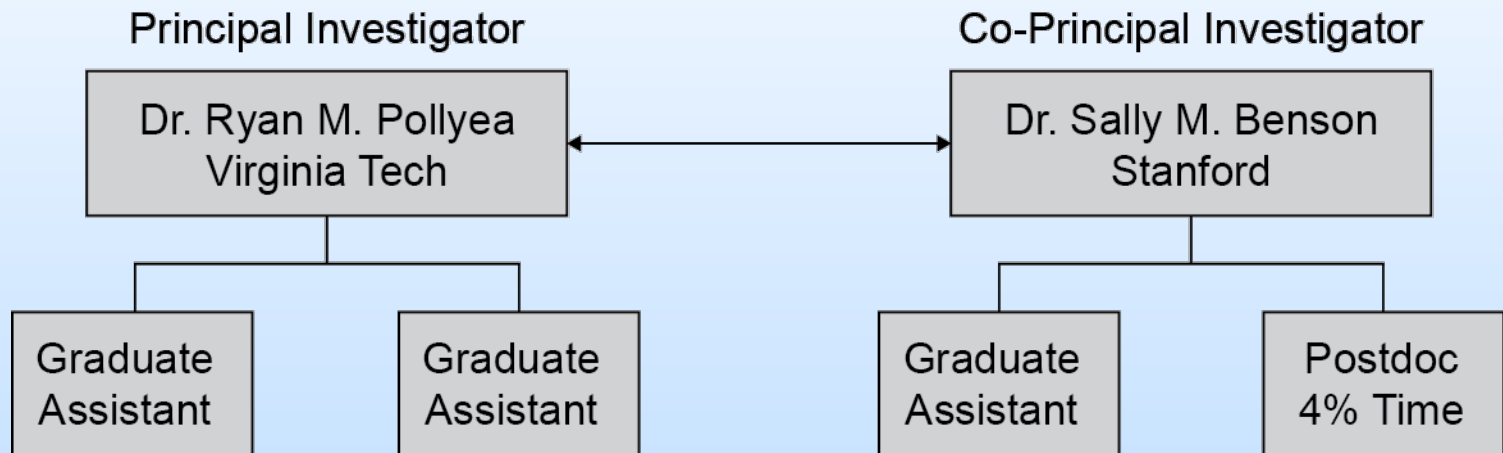 Principal Investigator
Co-Principal Investigator
Dr. Ryan M. Pollyea
Virginia Tech
Dr. Sally M. Benson
Stanford
Graduate
Assistant
Graduate
Assistant
Graduate
Assistant
Postdoc
4% Time